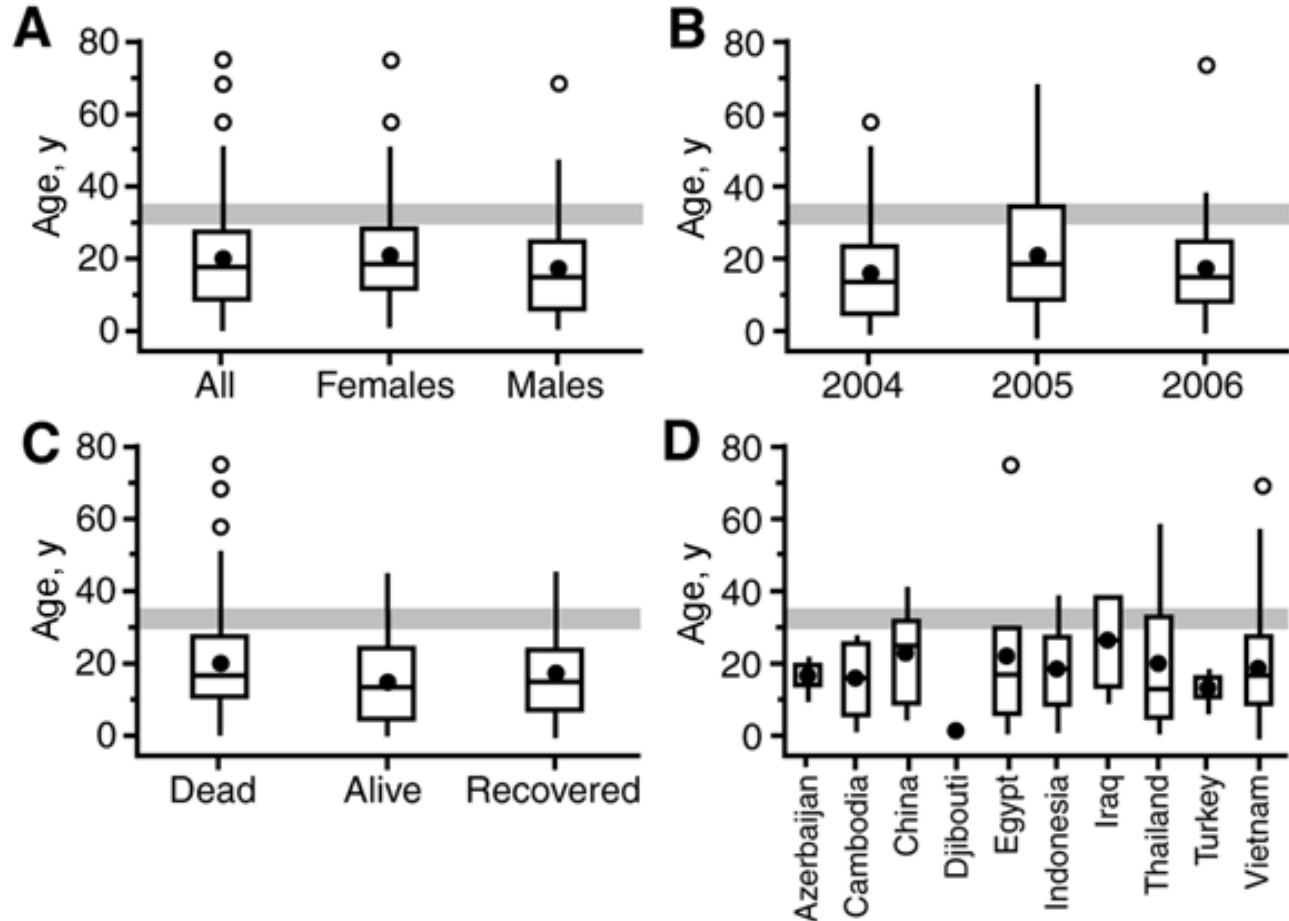 A
Age, y
80
60
40
20
0
All Females Males
B
Age, y
80
60
40
20
0
2004 2005 2006
C
Age, y
80
60
40
20
0
Dead Alive Recovered
D
Age, y
80
60
40
20
0
Azerbaijan
Cambodia
China
Djibouti
Egypt
Indonesia
Iraq
Thailand
Turkey
Vietnam